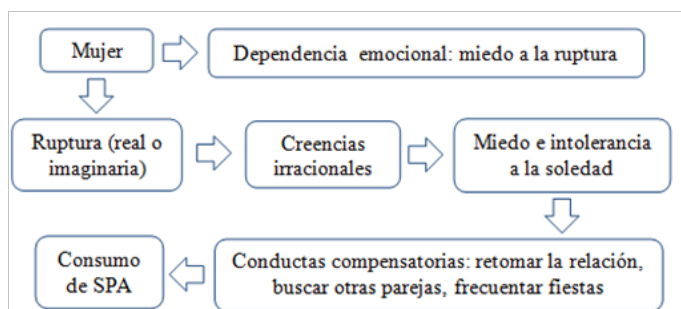 Mujer
Dependencia emocional: miedo a la ruptura
Ruptura (real o
imaginaria)
Creencias
irracionales
Miedo e intolerancia
a la soledad
Consumo
de SPA
Conductas compensatorias: retomar la relación,
buscar otras parejas, frecuentar fiestas